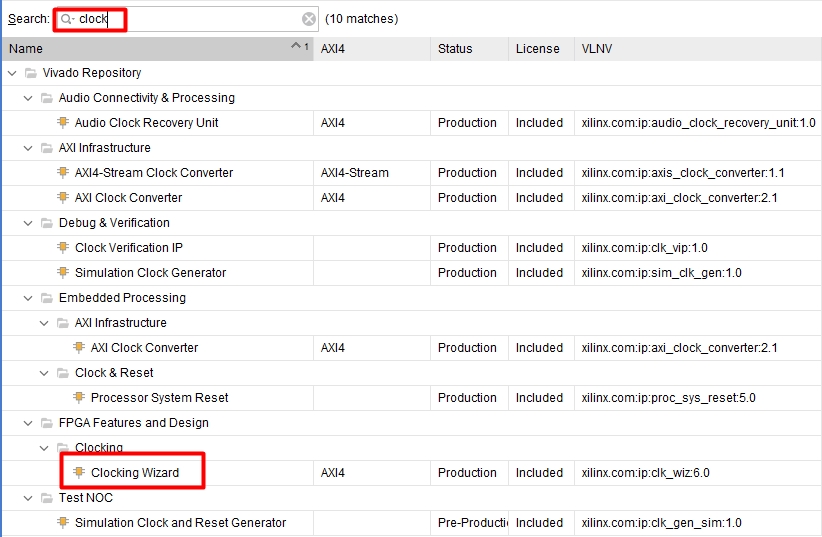 Search: clock (10 matches)
Name 1 AXI4 Status License VLNV
Vivado Repository
Audio Connectivity & Processing
Audio Clock Recovery Unit AXI4 Production Included xilinx.com:ip:audio_clock_recovery_unit:1.0
AXI Infrastructure
AXI4-Stream Clock Converter AXI4-Stream Production Included xilinx.com:ip:axis_clock_converter:1.1
AXI Clock Converter AXI4 Production Included xilinx.com:ip:axi_clock_converter:2.1
Debug & Verification
Clock Verification IP Production Included xilinx.com:ip:clk_vip:1.0
Simulation Clock Generator Production Included xilinx.com:ip:sim_clk_gen:1.0
Embedded Processing
AXI Infrastructure
AXI Clock Converter AXI4 Production Included xilinx.com:ip:axi_clock_converter:2.1
Clock & Reset
Processor System Reset Production Included xilinx.com:ip:proc_sys_reset:5.0
FPGA Features and Design
Clocking
Clocking Wizard AXI4 Production Included xilinx.com:ip:clk_wiz:6.0
Test NOC
Simulation Clock and Reset Generator Pre-Productio Included xilinx.com:ip:clk_gen_sim:1.0